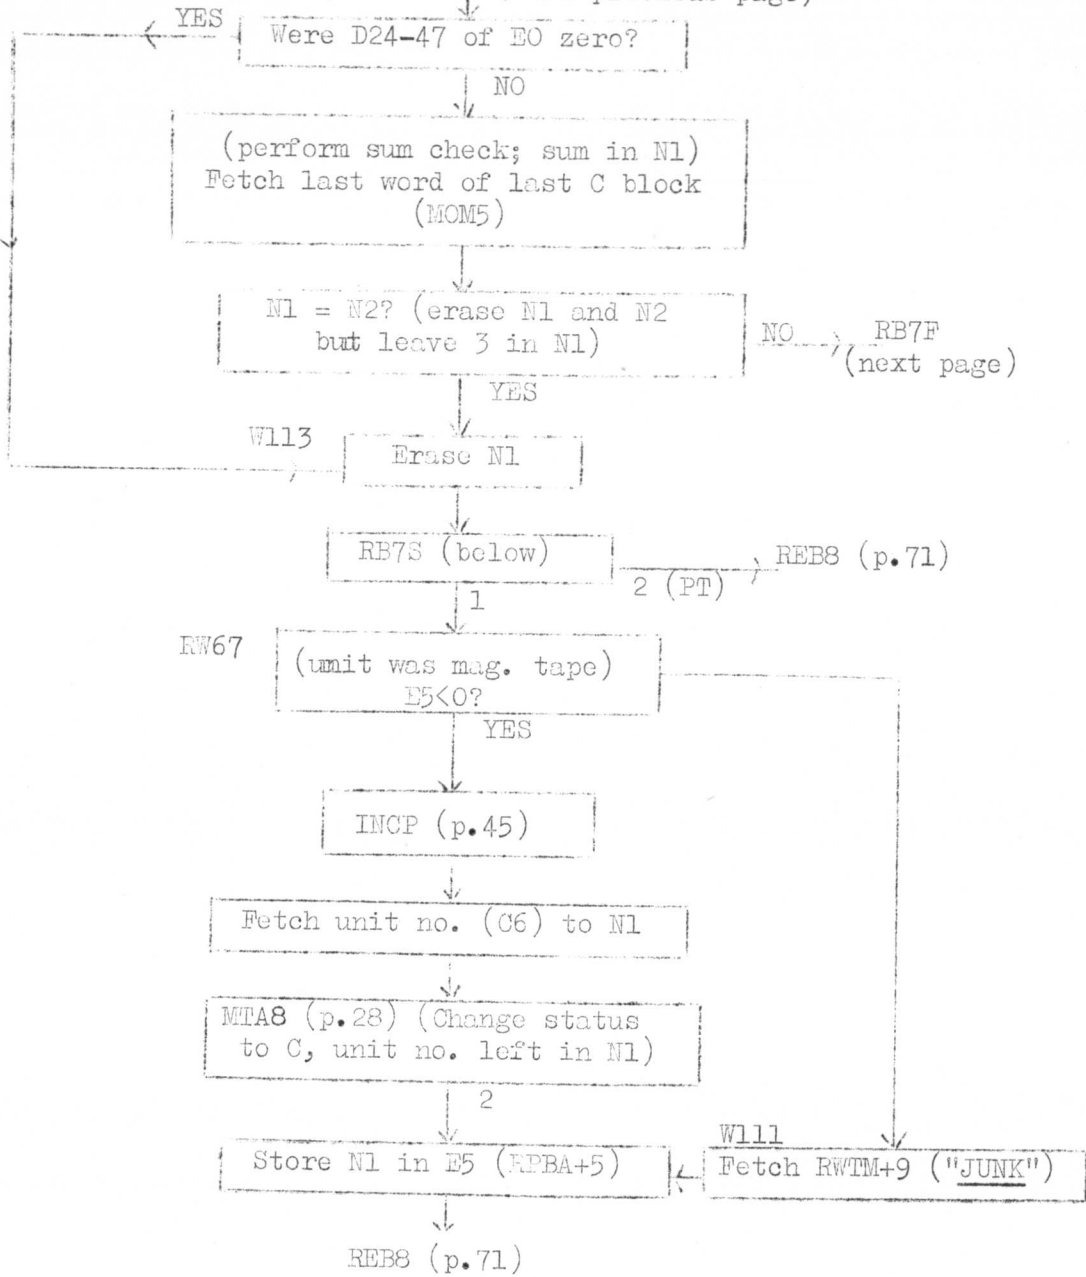 page)
YES
Were D24-47 of EO zero?
NO
(perform sum check; sum in N1)
Fetch last word of last C block
(MOM5)
N1 = N2? (erase N1 and N2
but leave 3 in N1)
NO
RB7F
(next page)
YES
W113
Erase N1
RB7S (below)
REB8 (p.71)
2 (PT)
1
RW67
(unit was mag. tape)
E5<0?
YES
INCP (p.45)
Fetch unit no. (C6) to N1
MTA8 (p.28) (Change status
to C, unit no. left in N1)
2
W111
Store N1 in E5 (RPBA+5)
Fetch RWTM+9 ("JUNK")
REB8 (p.71)